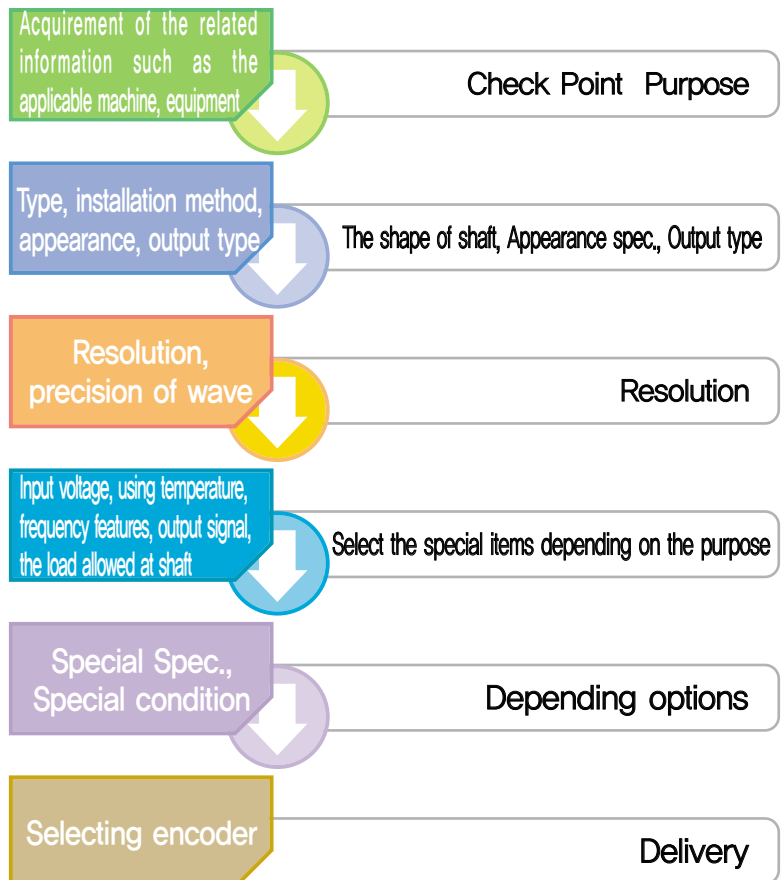 Acquirement of the related
information such as the
applicable machine, equipment
Check Point Purpose
Type, installation method,
appearance, output type
The shape of shaft, Appearance spec., Output type
Resolution,
precision of wave
Resolution
Input voltage, using temperature,
frequency features, output signal,
the load allowed at shaft
Select the special items depending on the purpose
Special Spec.,
Special condition
Depending options
Selecting encoder
Delivery